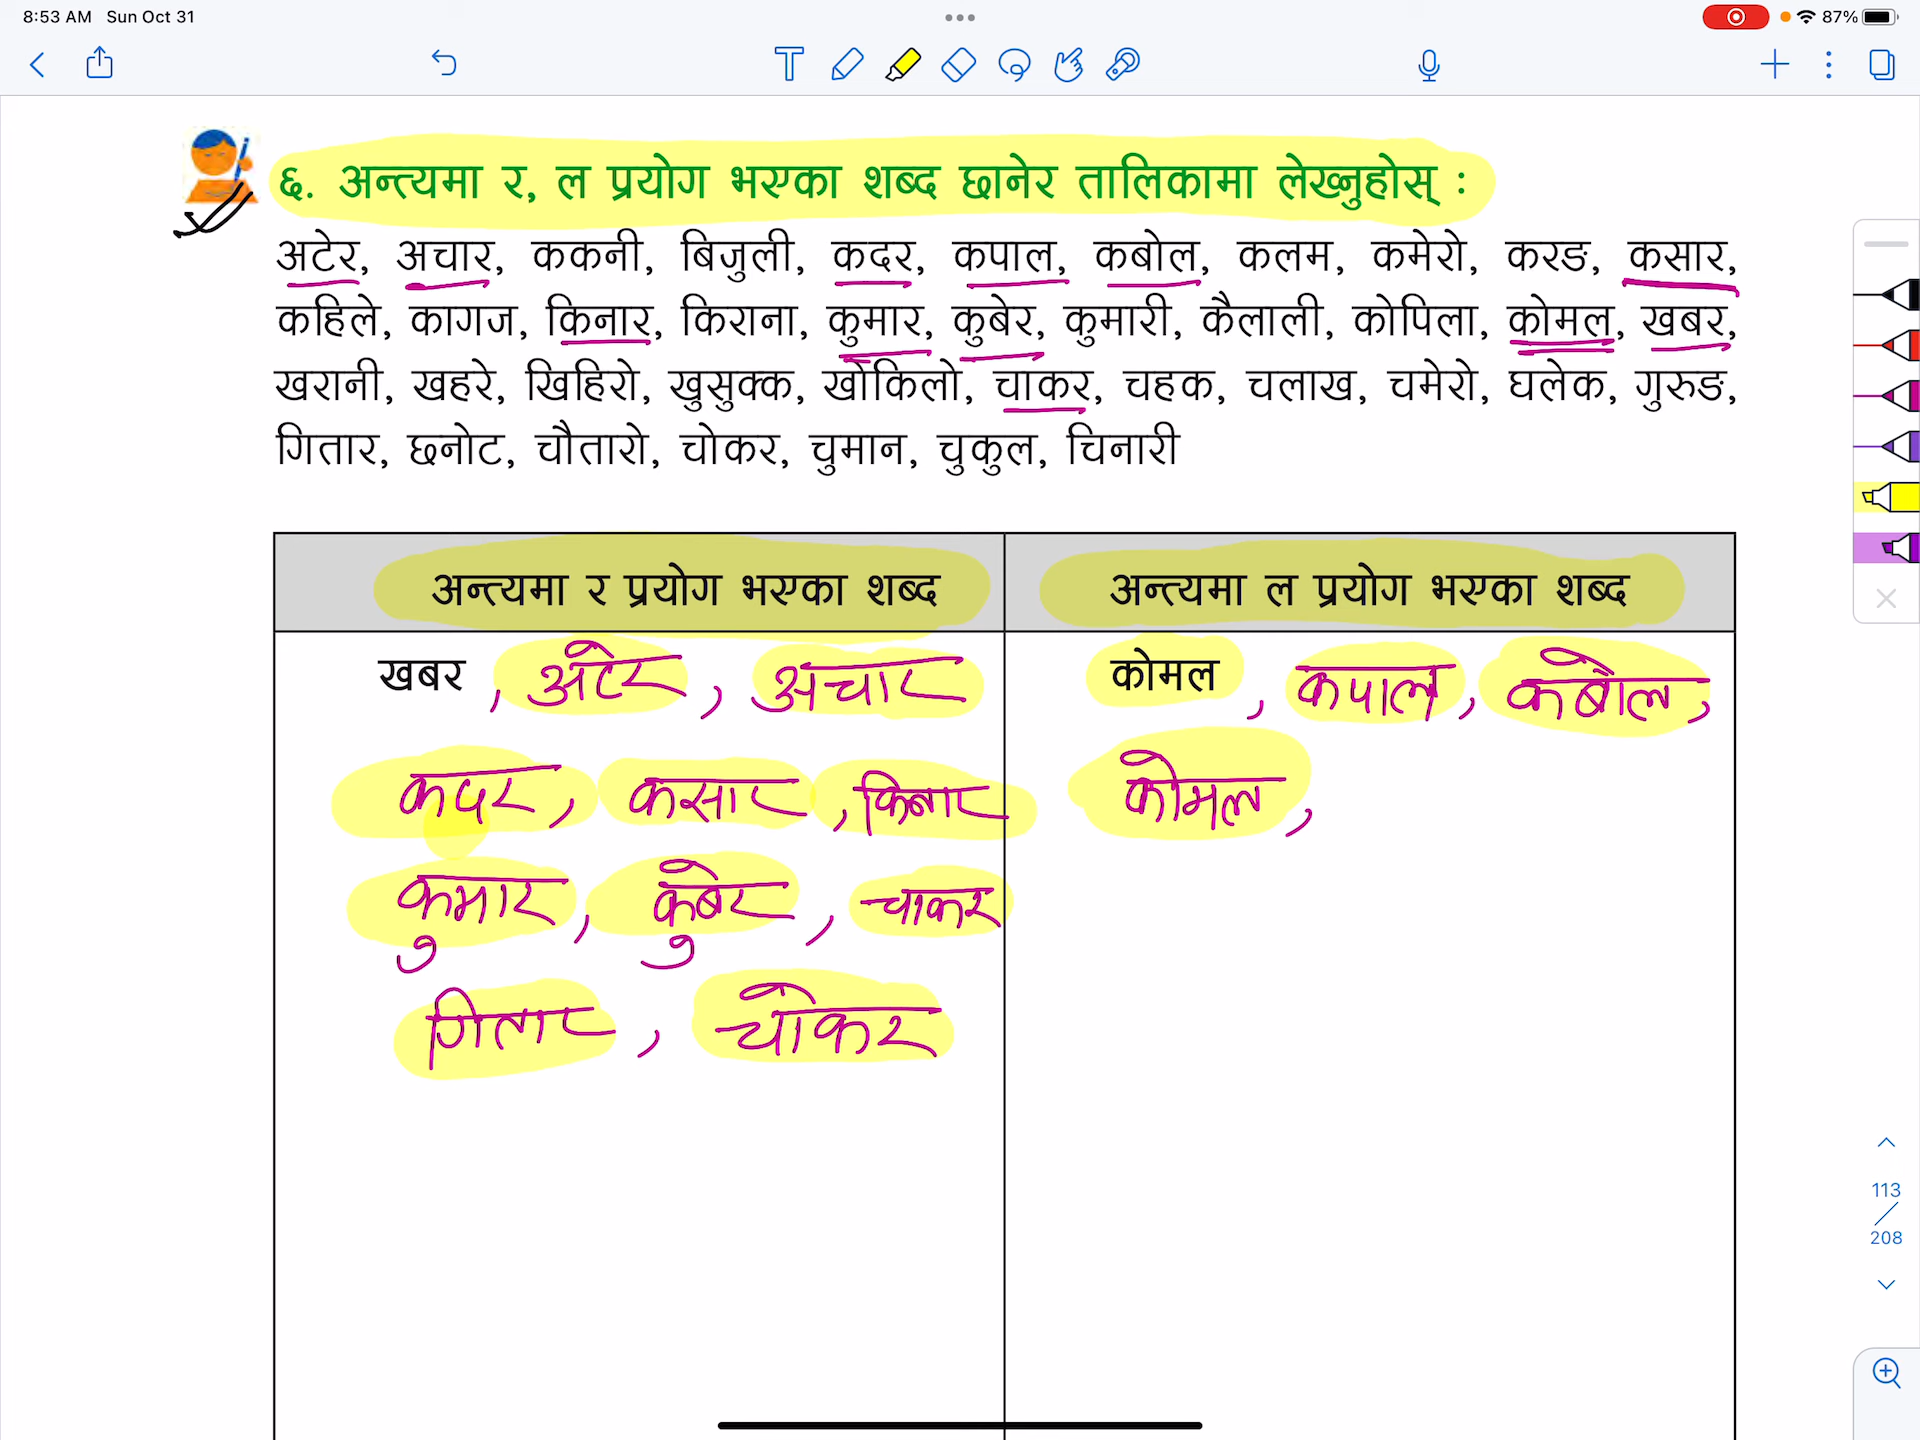 8:53 AM Sun Oct 31
87%
६. अन्त्यमा र, ल प्रयोग भएका शब्द छानेर तालिकामा लेख्नुहोस् :
अटेर, अचार, ककनी, बिजुली, कदर, कपाल, कबोल, कलम, कमेरो, करङ, कसार,
कहिले, कागज, किनार, किराना, कुमार, कुबेर, कुमारी, कैलाली, कोपिला, कोमल, खबर,
खरानी, खहरे, खिहिरो, खुसुक्क, खोकिलो, चाकर, चहक, चलाख, चमेरो, घलेक, गुरुङ,
गितार, छनोट, चौतारो, चोकर, चुमान, चुकुल, चिनारी
अन्त्यमा र प्रयोग भएका शब्द
अन्त्यमा ल प्रयोग भएका शब्द
खबर, अटेर, अचार
कदर, कसार, किनार
कुमार, कुबेर, चाकर
गितार, चोकर
कोमल, कपाल, कबोल,
कोमल,
113
208